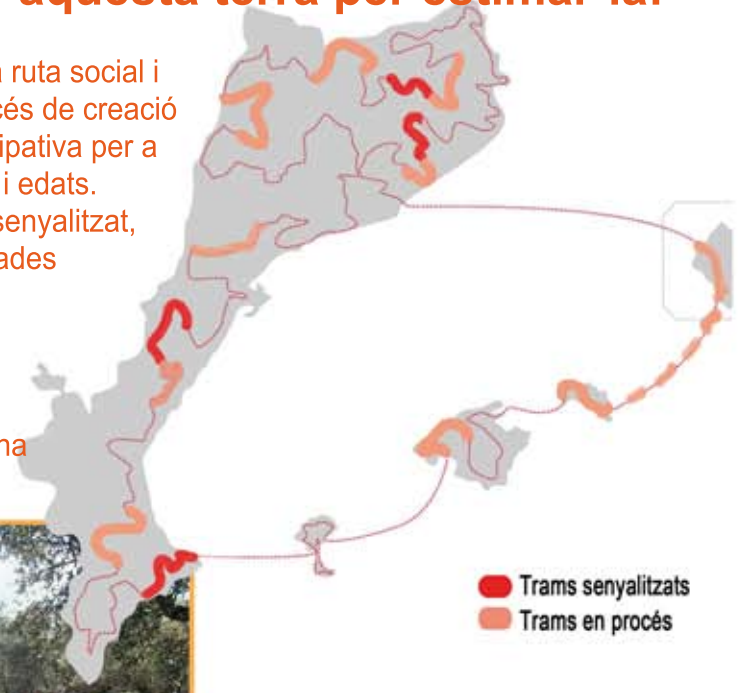 aquesta terra per estimar-la!
ruta social i
de creació
ipativa per a
i edats.
senyalitzat,
ades
na
Trams senyalitzats
Trams en procés